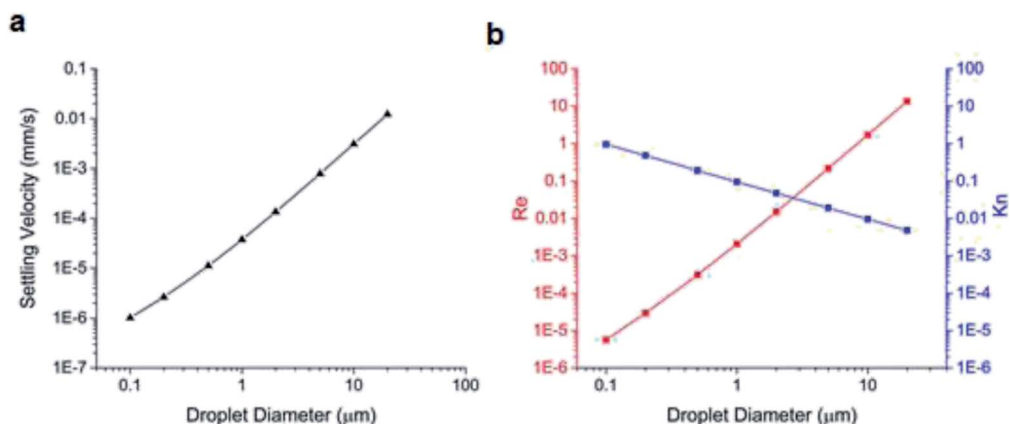 a
b
0.1
0.01
1E-3
1E-4
1E-5
1E-6
1E-7
Settling Velocity (mm/s)
0.1
1
10
100
Droplet Diameter (μm)
100
10
1
0.1
0.01
1E-3
1E-4
1E-5
1E-6
Re
0.1
1
10
Droplet Diameter (μm)
100
10
1
0.1
0.01
1E-3
1E-4
1E-5
1E-6
Kn